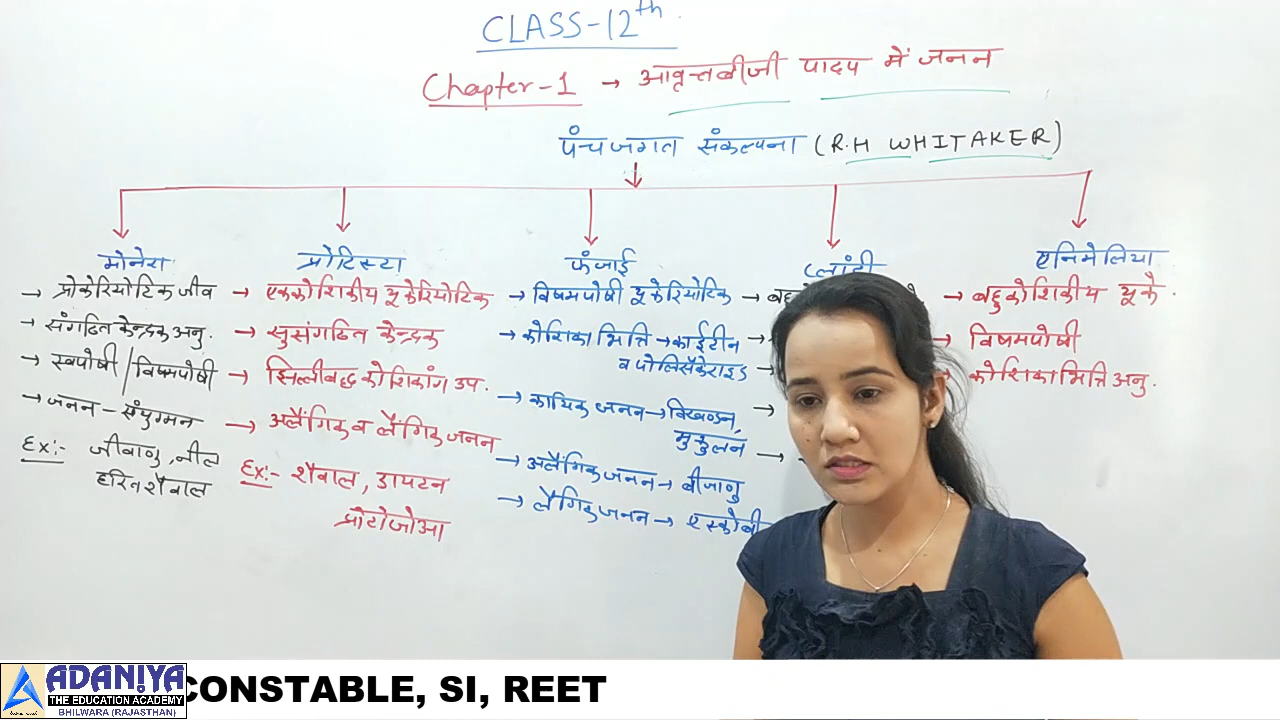 CLASS-12th
Chapter-1 → आवृत्तबीजी पादप में जनन
पंचजगत संकल्पना (R.H WHITAKER)
मोनेरा
→ प्रोकेरियोटिक जीव
→ संगठित केन्द्रक अनु.
→ स्वपोषी/विषमपोषी
→ जनन - संयुग्मन
Ex:- जीवाणु, नील
हरित शैवाल
प्रोटिस्टा
→ एककोशिकीय यूकेरियोटिक
→ सुसंगठित केन्द्रक
→ झिल्लीबद्ध कोशिकांग उप.
→ अलैंगिक व लैंगिक जनन
Ex:- शैवाल, डायटन
प्रोटोजोआ
फंजाई
→ विषमपोषी यूकेरियोटिक
→ कोशिका भित्ति → काईटीन
व पोलिसैकेराइड
→ कायिक जनन → विखण्डन,
मुकुलन
→ अलैंगिक जनन → बीजाणु
→ लैंगिक जनन → एस्कोबी
प्लांटी
→ बहु
→
→
→
→
एनिमेलिया
→ बहुकोशिकीय यूकै.
→ विषमपोषी
→ कोशिका भित्ति अनु.
ADANIYA
THE EDUCATION ACADEMY
BHILWARA (RAJASTHAN)
CONSTABLE, SI, REET